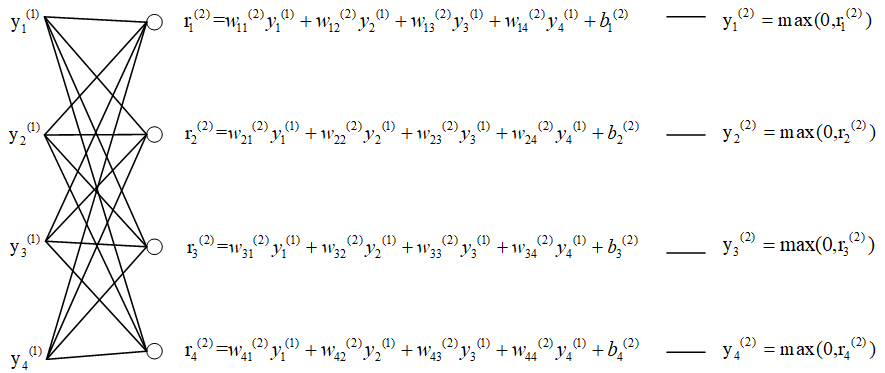 y₁⁽¹⁾ r₁⁽²⁾=w₁₁⁽²⁾y₁⁽¹⁾ + w₁₂⁽²⁾y₂⁽¹⁾ + w₁₃⁽²⁾y₃⁽¹⁾ + w₁₄⁽²⁾y₄⁽¹⁾ + b₁⁽²⁾ y₁⁽²⁾ = max(0,r₁⁽²⁾)
y₂⁽¹⁾ r₂⁽²⁾=w₂₁⁽²⁾y₁⁽¹⁾ + w₂₂⁽²⁾y₂⁽¹⁾ + w₂₃⁽²⁾y₃⁽¹⁾ + w₂₄⁽²⁾y₄⁽¹⁾ + b₂⁽²⁾ y₂⁽²⁾ = max(0,r₂⁽²⁾)
y₃⁽¹⁾ r₃⁽²⁾=w₃₁⁽²⁾y₁⁽¹⁾ + w₃₂⁽²⁾y₂⁽¹⁾ + w₃₃⁽²⁾y₃⁽¹⁾ + w₃₄⁽²⁾y₄⁽¹⁾ + b₃⁽²⁾ y₃⁽²⁾ = max(0,r₃⁽²⁾)
y₄⁽¹⁾ r₄⁽²⁾=w₄₁⁽²⁾y₁⁽¹⁾ + w₄₂⁽²⁾y₂⁽¹⁾ + w₄₃⁽²⁾y₃⁽¹⁾ + w₄₄⁽²⁾y₄⁽¹⁾ + b₄⁽²⁾ y₄⁽²⁾ = max(0,r₄⁽²⁾)